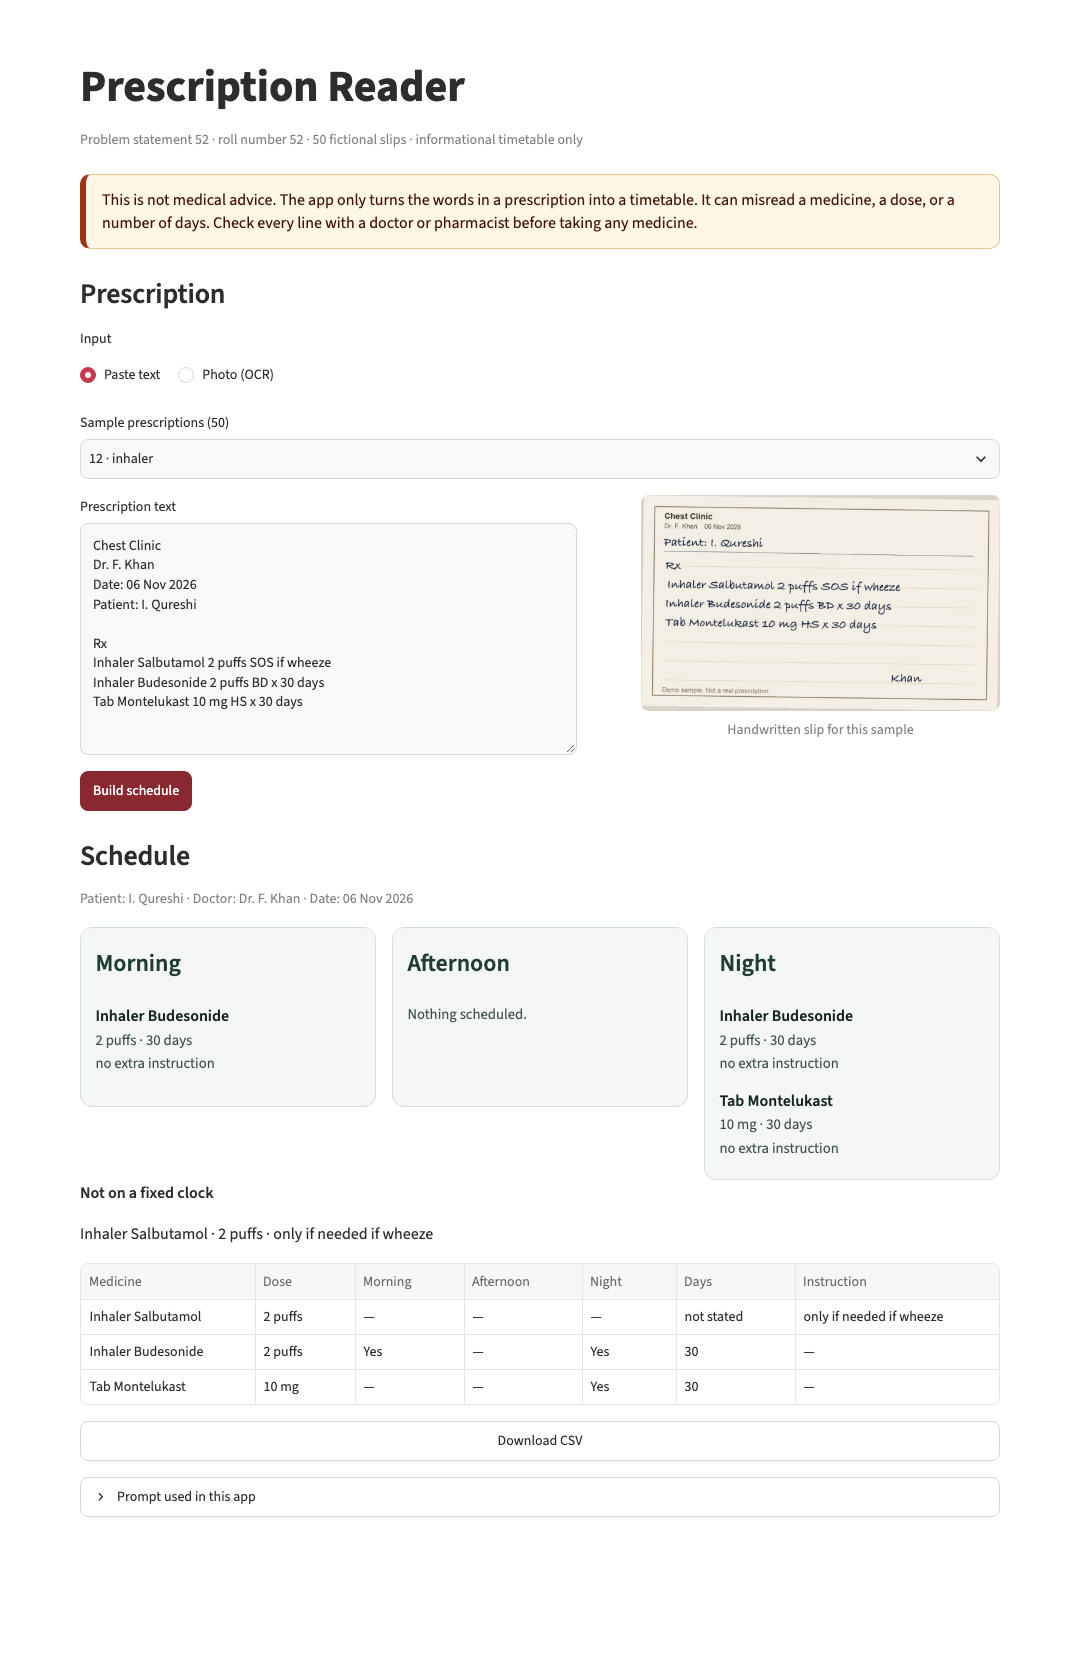 Prescription Reader
Problem statement 52 · roll number 52 · 50 fictional slips · informational timetable only
This is not medical advice. The app only turns the words in a prescription into a timetable. It can misread a medicine, a dose, or a
number of days. Check every line with a doctor or pharmacist before taking any medicine.
Prescription
Input
Paste text Photo (OCR)
Sample prescriptions (50)
12 · inhaler
Prescription text
Chest Clinic
Dr. F. Khan
Date: 06 Nov 2026
Patient: I. Qureshi
Rx
Inhaler Salbutamol 2 puffs SOS if wheeze
Inhaler Budesonide 2 puffs BD x 30 days
Tab Montelukast 10 mg HS x 30 days
Chest Clinic
Dr. F. Khan 06 Nov 2026
Patient: I. Qureshi
Rx
Inhaler Salbutamol 2 puffs SOS if wheeze
Inhaler Budesonide 2 puffs BD x 30 days
Tab Montelukast 10 mg HS x 30 days
Khan
Demo sample. Not a real prescription.
Handwritten slip for this sample
Build schedule
Schedule
Patient: I. Qureshi · Doctor: Dr. F. Khan · Date: 06 Nov 2026
Morning
Inhaler Budesonide
2 puffs · 30 days
no extra instruction
Afternoon
Nothing scheduled.
Night
Inhaler Budesonide
2 puffs · 30 days
no extra instruction
Tab Montelukast
10 mg · 30 days
no extra instruction
Not on a fixed clock
Inhaler Salbutamol · 2 puffs · only if needed if wheeze
Medicine Dose Morning Afternoon Night Days Instruction
Inhaler Salbutamol 2 puffs — — — not stated only if needed if wheeze
Inhaler Budesonide 2 puffs Yes — Yes 30 —
Tab Montelukast 10 mg — — Yes 30 —
Download CSV
Prompt used in this app